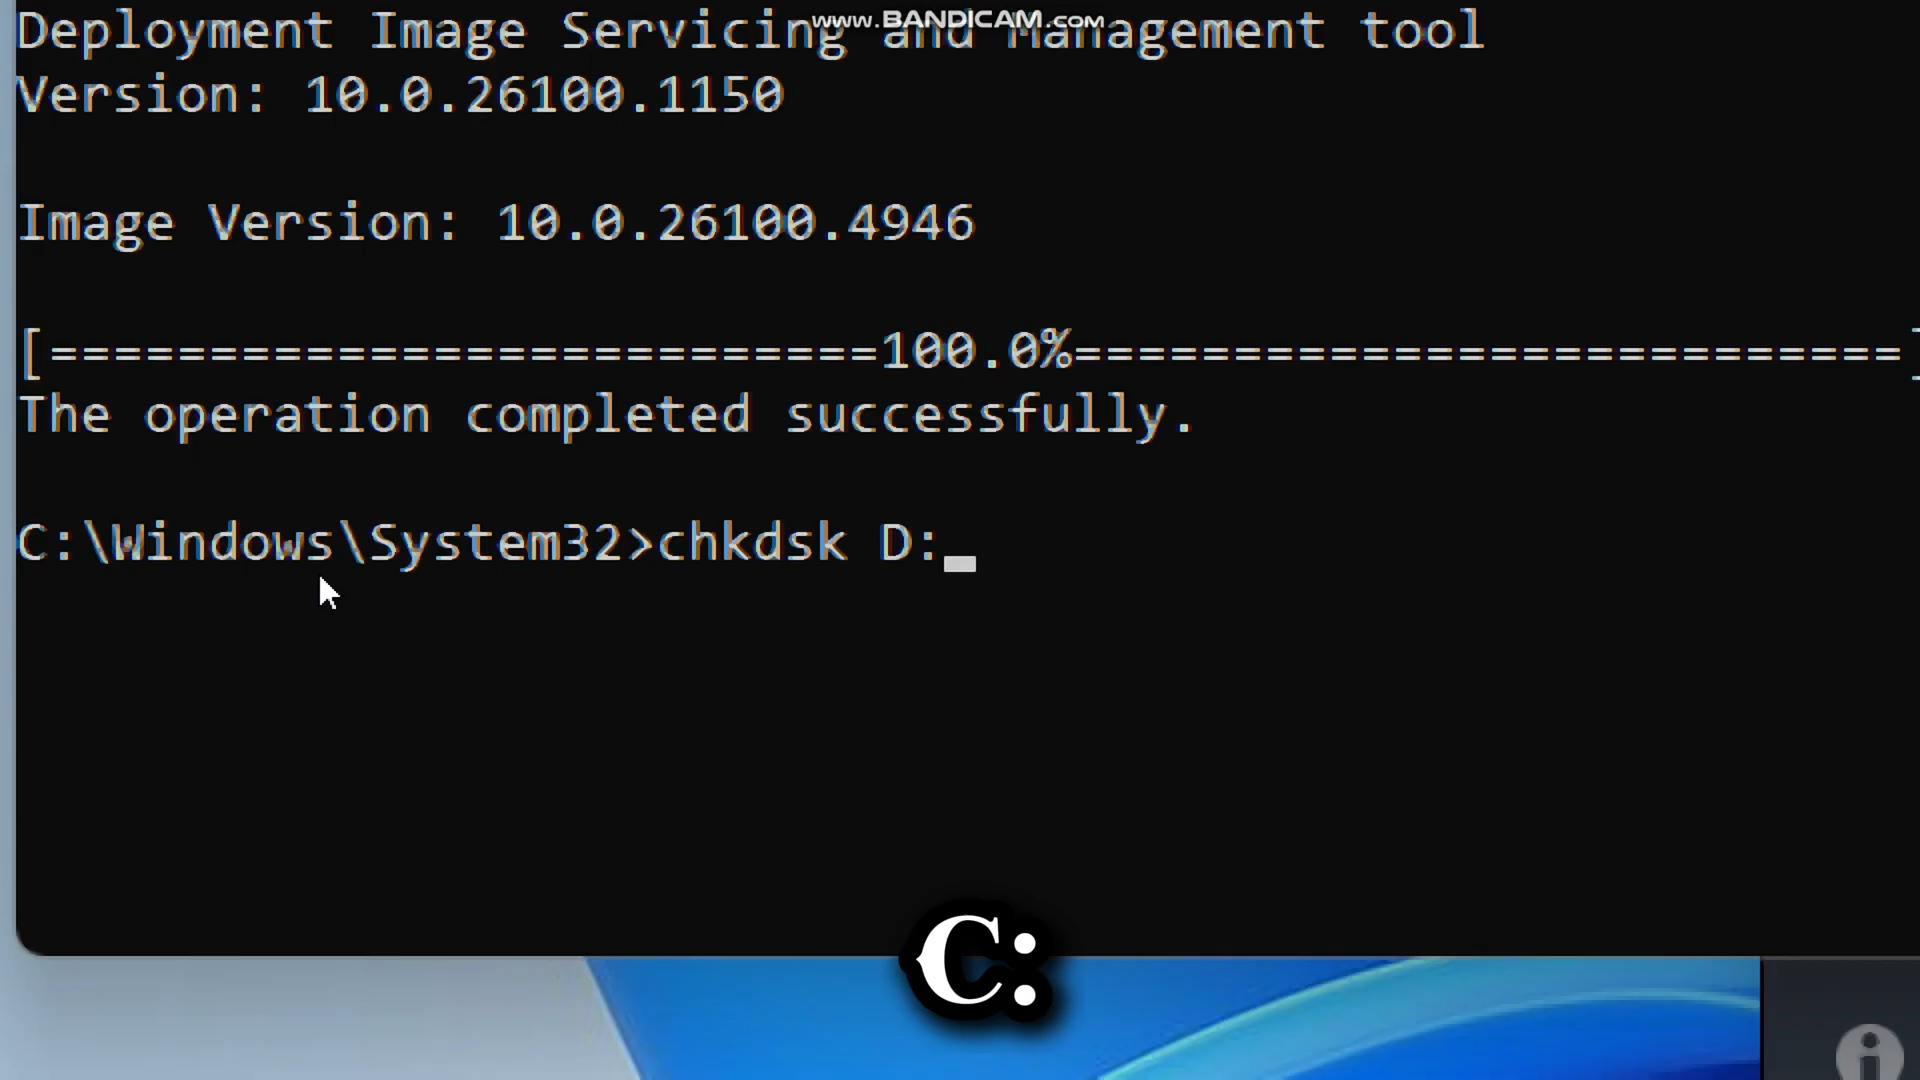 www.BANDICAM.com
Deployment Image Servicing and Management tool
Version: 10.0.26100.1150
Image Version: 10.0.26100.4946
[==========================100.0%==========================]
The operation completed successfully.
C:\Windows\System32>chkdsk D:
C: